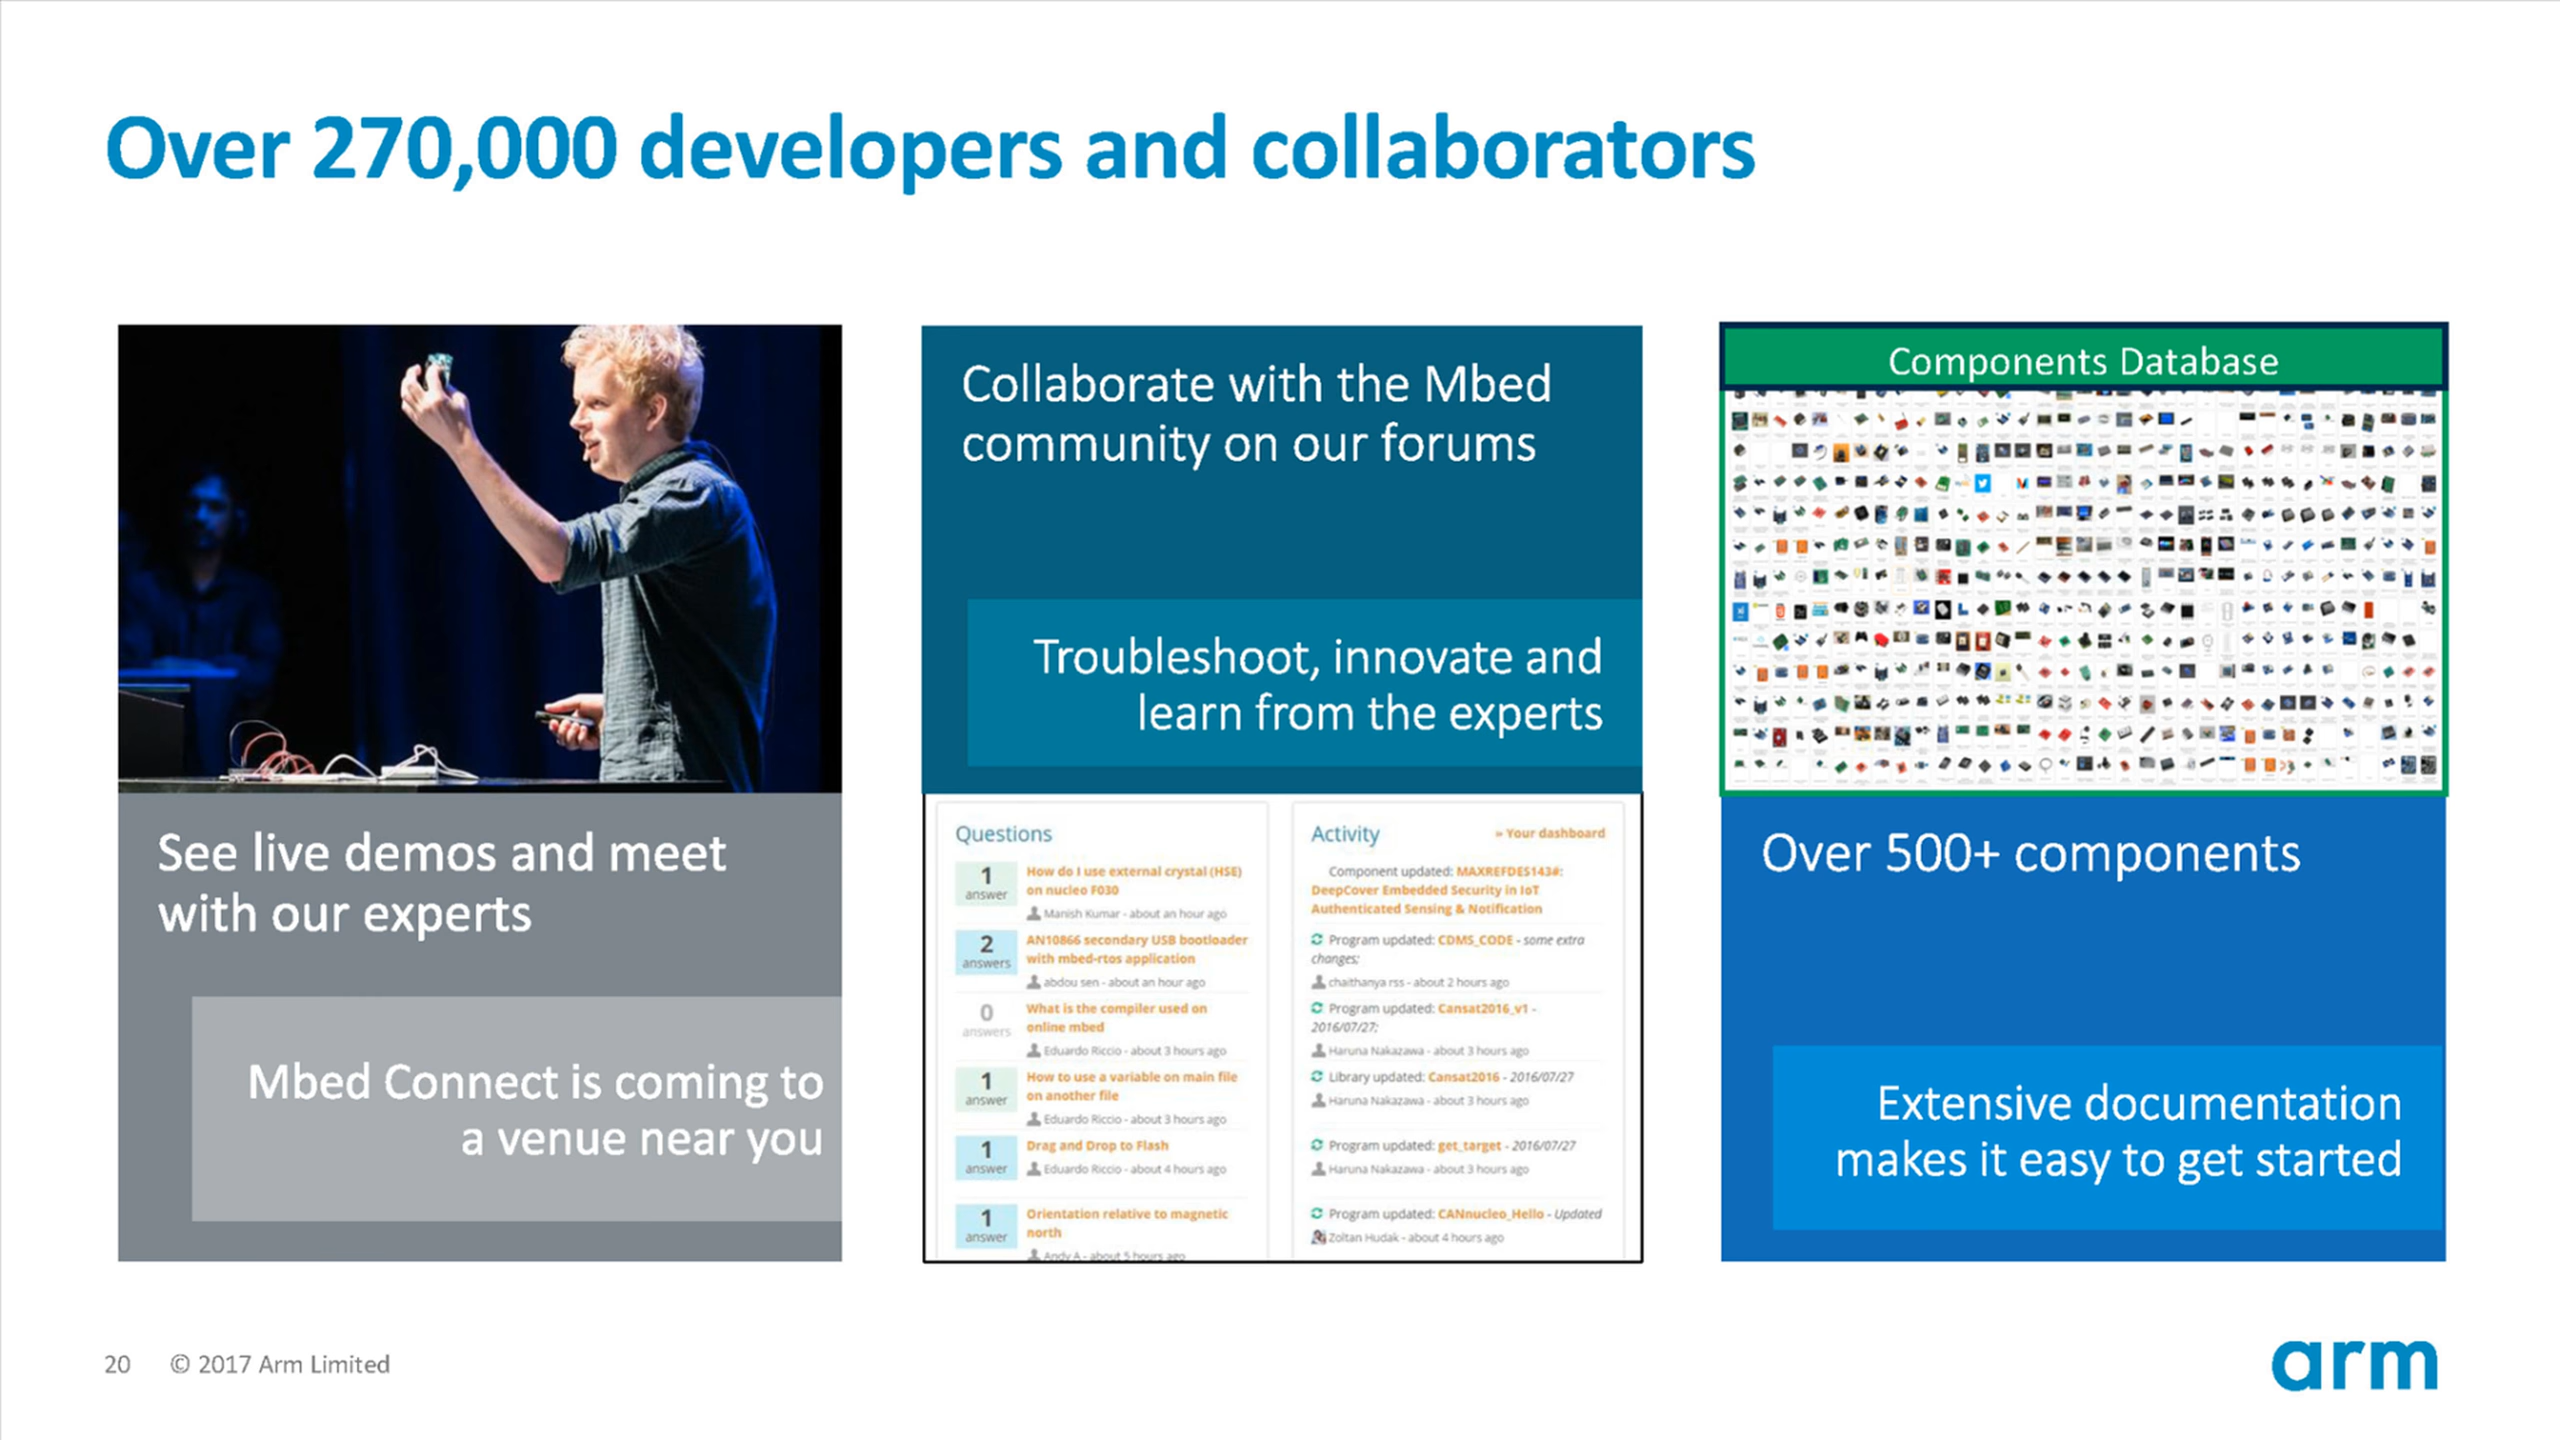 Over 270,000 developers and collaborators
See live demos and meet
with our experts
Mbed Connect is coming to
a venue near you
Collaborate with the Mbed
community on our forums
Troubleshoot, innovate and
learn from the experts
Questions
1
answer
How do I use external crystal (HSE)
on nucleo F030
Manish Kumar - about an hour ago
2
answers
AN10866 secondary USB bootloader
with mbed-rtos application
abdou sen - about an hour ago
0
answers
What is the compiler used on
online mbed
Eduardo Riccio - about 3 hours ago
1
answer
How to use a variable on main file
on another file
Eduardo Riccio - about 3 hours ago
1
answer
Drag and Drop to Flash
Eduardo Riccio - about 4 hours ago
1
answer
Orientation relative to magnetic
north
Andy A - about 5 hours ago
Activity
» Your dashboard
Component updated: MAXREFDES143#:
DeepCover Embedded Security in IoT
Authenticated Sensing & Notification
Program updated: CDMS_CODE - some extra
changes:
chaithanya rss - about 2 hours ago
Program updated: Cansat2016_v1 -
2016/07/27:
Haruna Nakazawa - about 3 hours ago
Library updated: Cansat2016 - 2016/07/27
Haruna Nakazawa - about 3 hours ago
Program updated: get_target - 2016/07/27
Haruna Nakazawa - about 3 hours ago
Program updated: CANnucleo_Hello - Updated
Zoltan Hudak - about 4 hours ago
Components Database
Over 500+ components
Extensive documentation
makes it easy to get started
20 © 2017 Arm Limited
arm